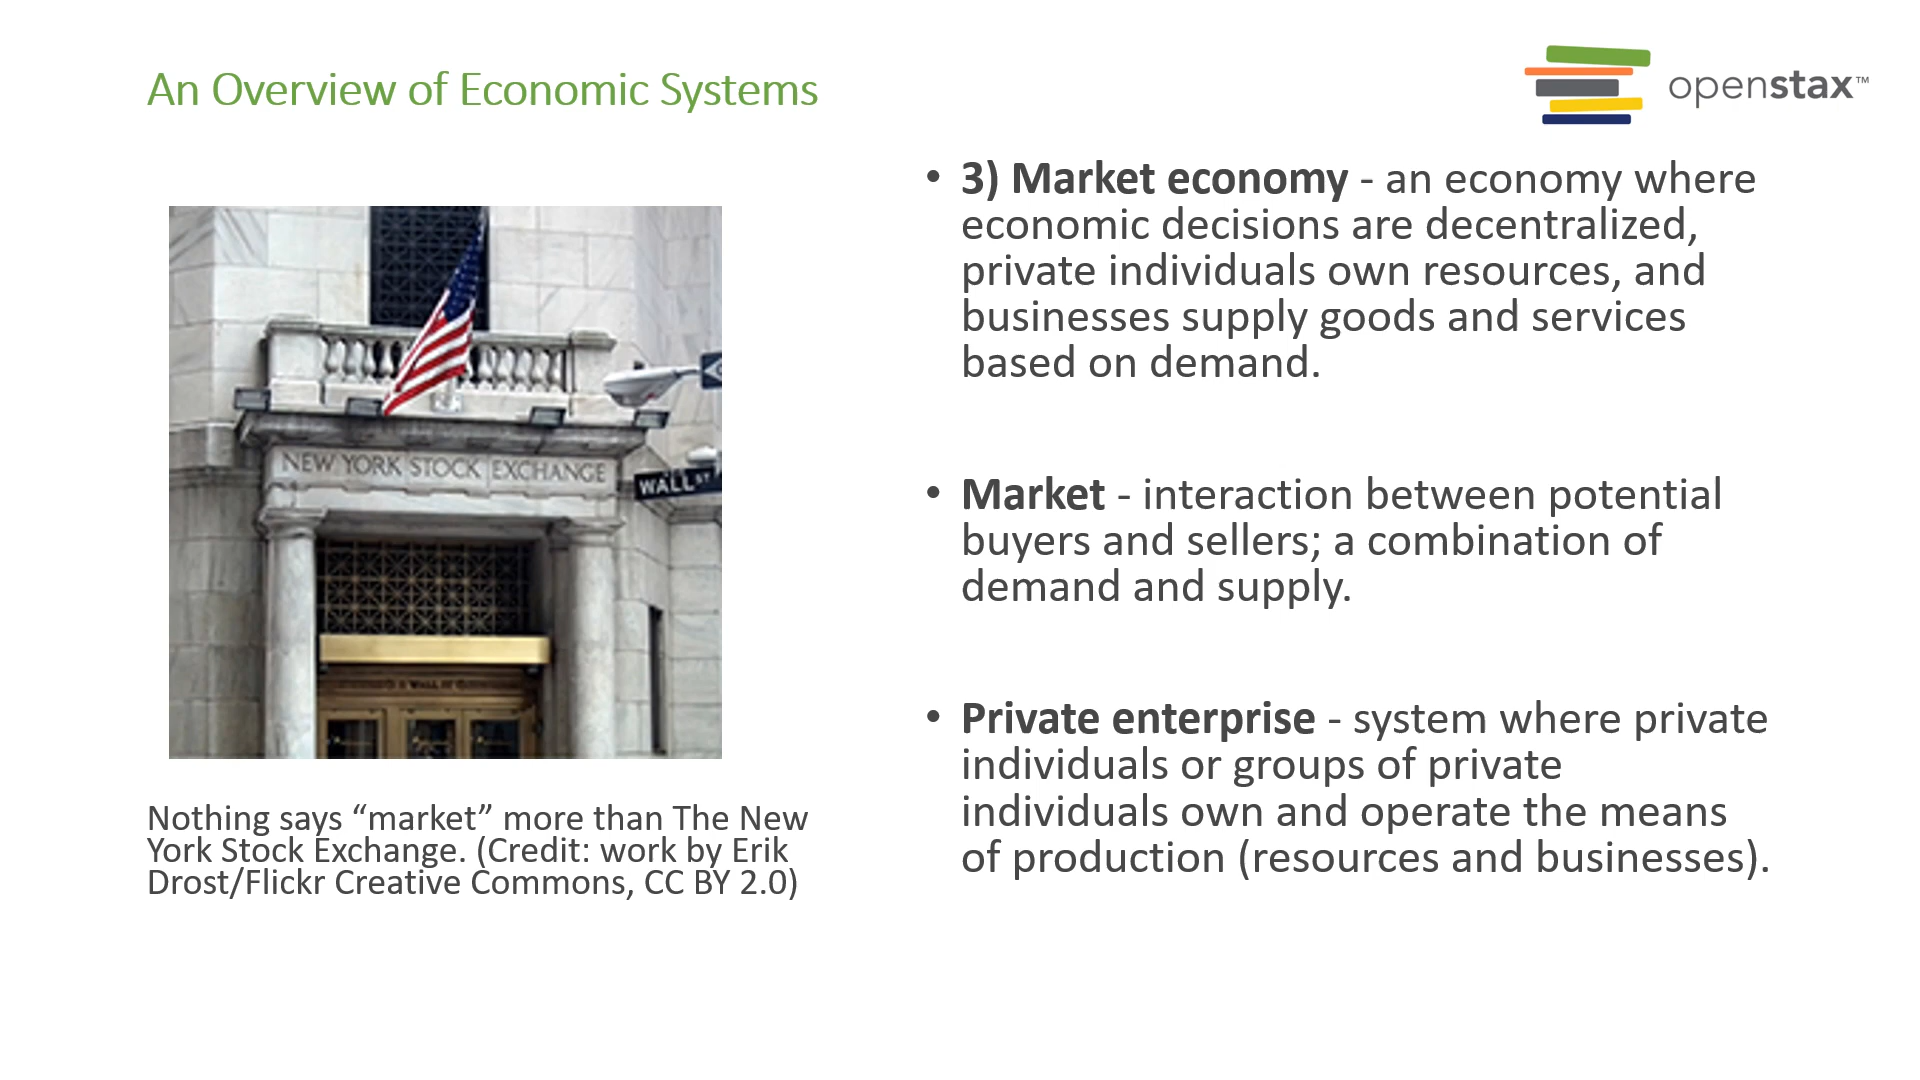 An Overview of Economic Systems
openstax™
NEW YORK STOCK EXCHANGE
WALL ST
Nothing says “market” more than The New
York Stock Exchange. (Credit: work by Erik
Drost/Flickr Creative Commons, CC BY 2.0)
• 3) Market economy - an economy where
economic decisions are decentralized,
private individuals own resources, and
businesses supply goods and services
based on demand.
• Market - interaction between potential
buyers and sellers; a combination of
demand and supply.
• Private enterprise - system where private
individuals or groups of private
individuals own and operate the means
of production (resources and businesses).